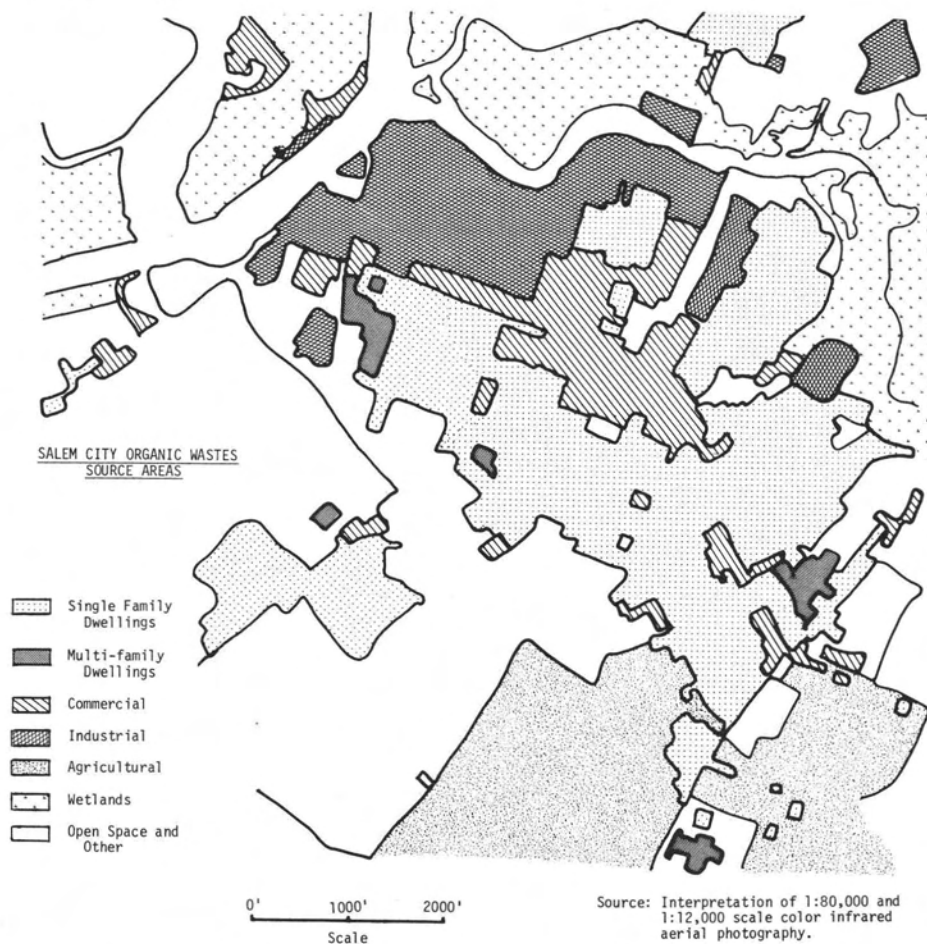 SALEM CITY ORGANIC WASTES
SOURCE AREAS
Single Family
Dwellings
Multi-family
Dwellings
Commercial
Industrial
Agricultural
Wetlands
Open Space and
Other
0' 1000' 2000'
Scale
Source: Interpretation of 1:80,000 and
1:12,000 scale color infrared
aerial photography.